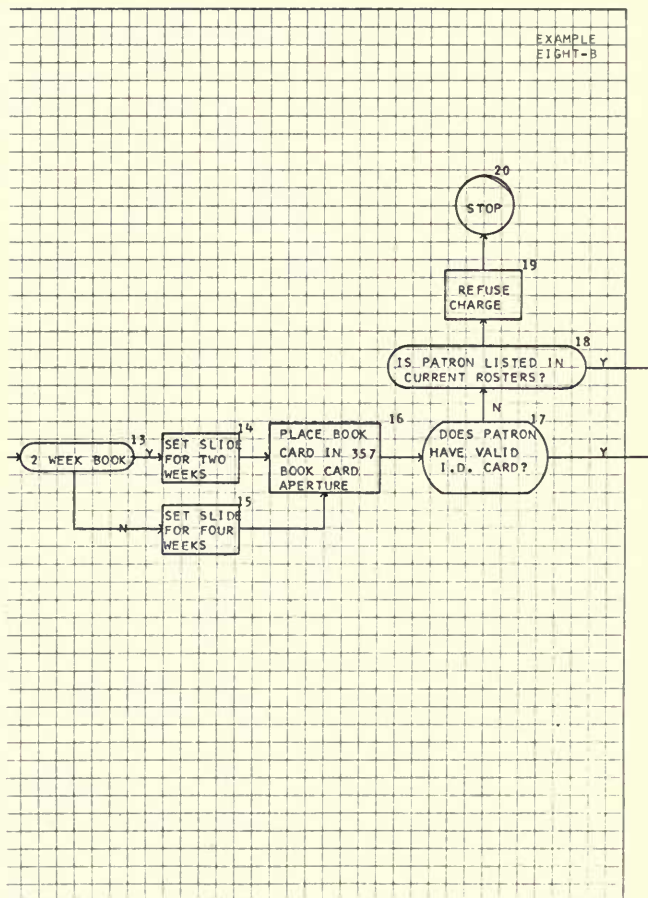 EXAMPLE
EIGHT-B
20
STOP
19
REFUSE
CHARGE
18
IS PATRON LISTED IN
CURRENT ROSTERS?
Y
N
13
2 WEEK BOOK
Y
N
14
SET SLIDE
FOR TWO
WEEKS
15
SET SLIDE
FOR FOUR
WEEKS
16
PLACE BOOK
CARD IN 357
BOOK CARD
APERTURE
17
DOES PATRON
HAVE VALID
I.D. CARD?
Y